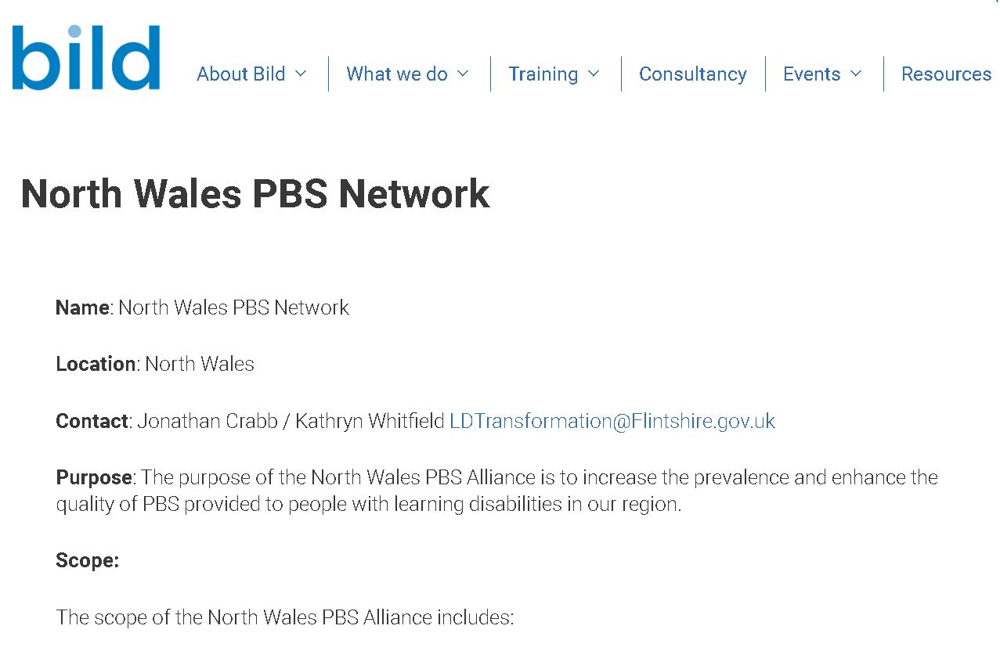 bild
About Bild
What we do
Training
Consultancy
Events
Resources
North Wales PBS Network
Name: North Wales PBS Network
Location: North Wales
Contact: Jonathan Crabb / Kathryn Whitfield LDTransformation@Flintshire.gov.uk
Purpose: The purpose of the North Wales PBS Alliance is to increase the prevalence and enhance the
quality of PBS provided to people with learning disabilities in our region.
Scope:
The scope of the North Wales PBS Alliance includes: